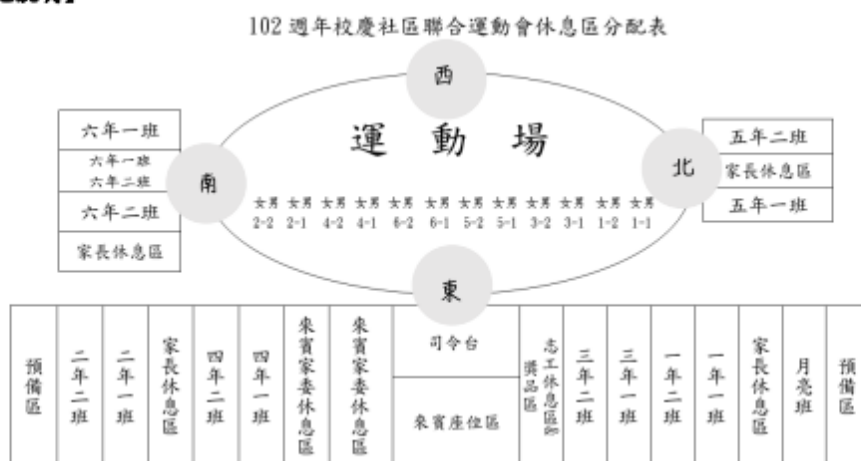 102 週年校慶社區聯合運動會休息區分配表
西
運動場
六年一班
六年一班
六年二班
六年二班
家長休息區
南
北
五年二班
家長休息區
五年一班
女男 女男 女男 女男 女男 女男 女男 女男 女男 女男 女男 女男
2-2 2-1 4-2 4-1 6-2 6-1 5-2 5-1 3-2 3-1 1-2 1-1
東
預備區
二年二班
二年一班
家長休息區
四年二班
四年一班
來賓家委休息區
來賓家委休息區
司令台
來賓座位區
志工休息區
獎品區
三年二班
三年一班
一年二班
一年一班
家長休息區
月亮班
預備區